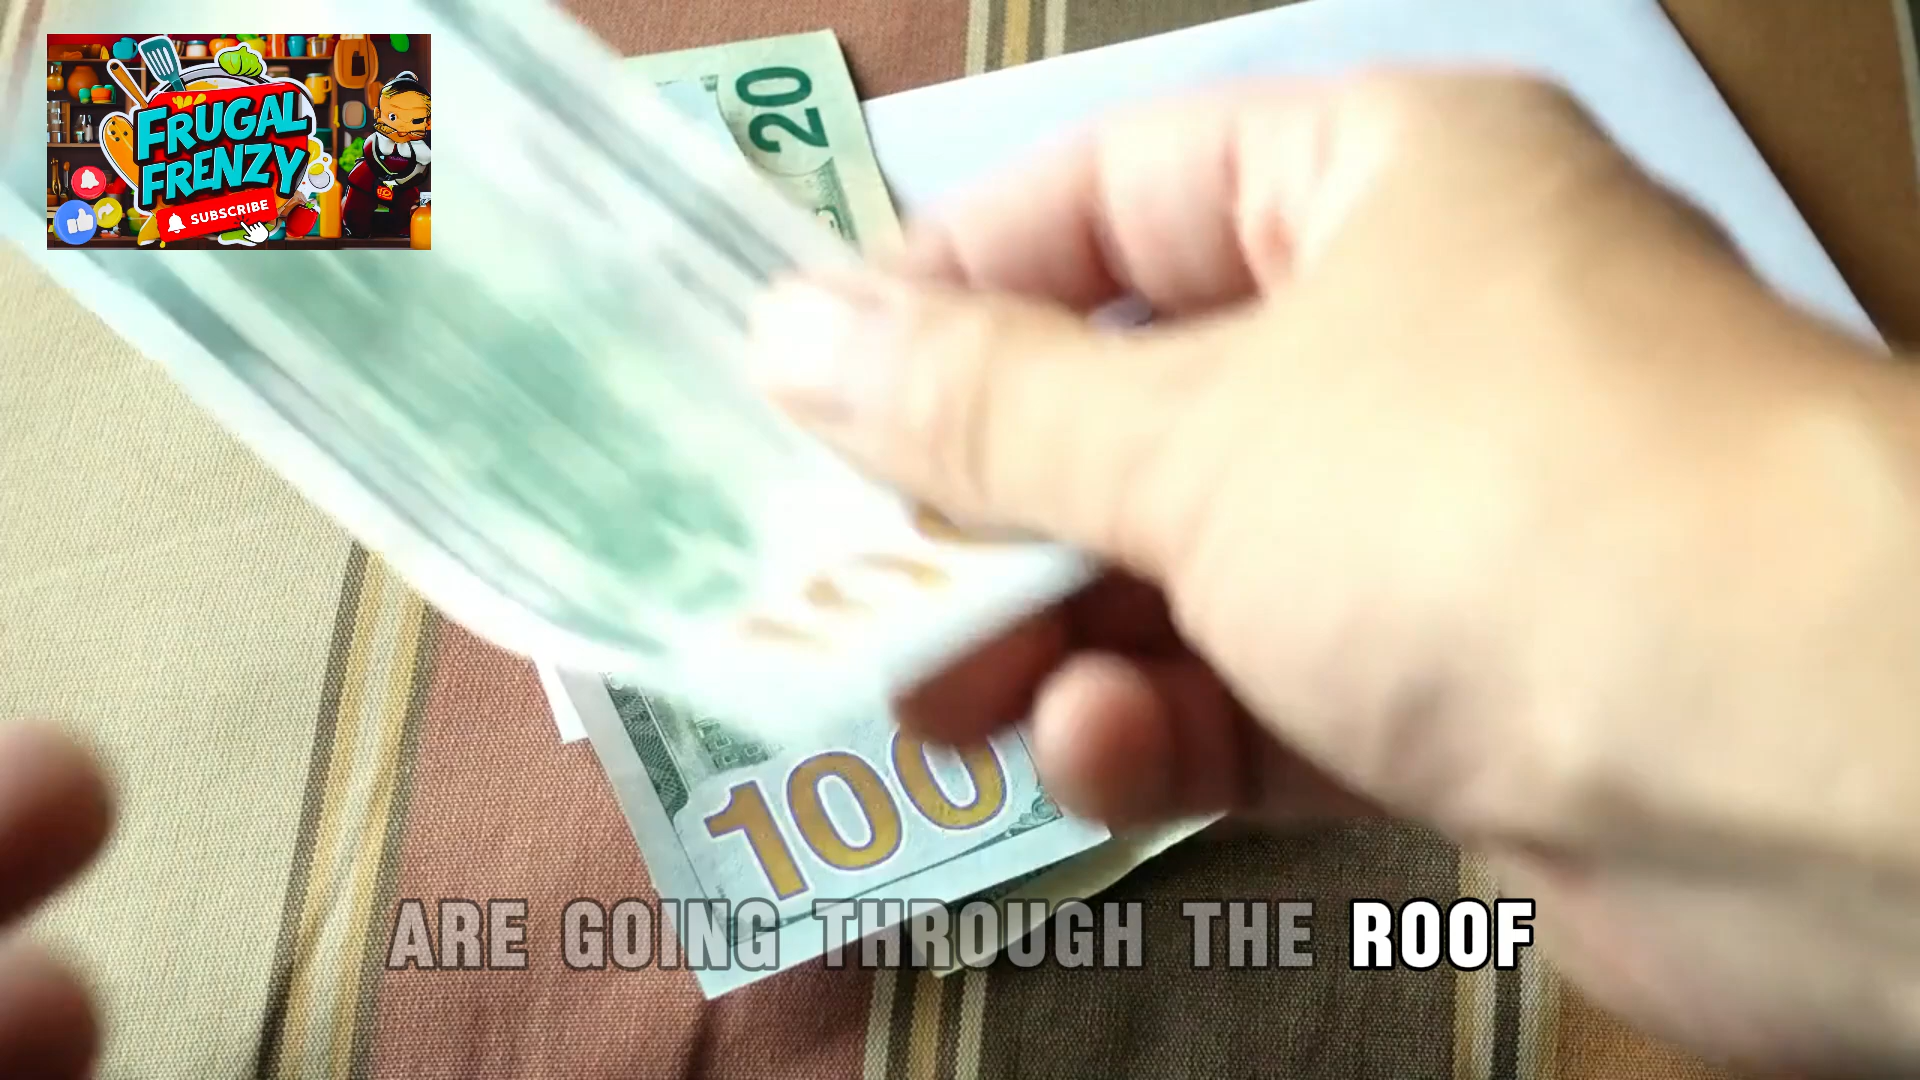 20
FRUGAL
FRENZY
SUBSCRIBE
100
ARE GOING THROUGH THE ROOF